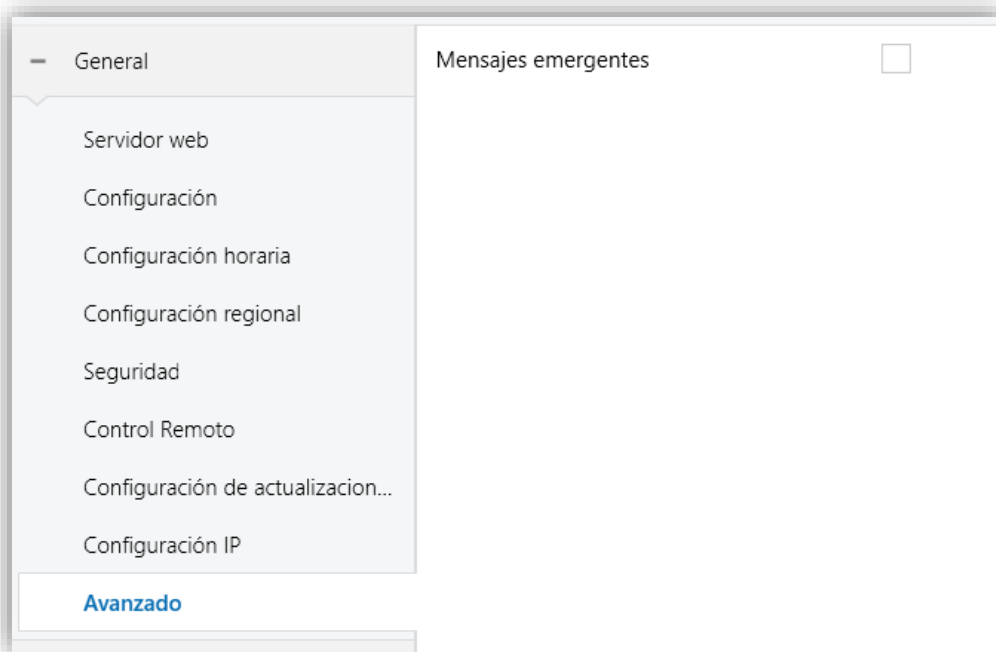 General
Mensajes emergentes
Servidor web
Configuración
Configuración horaria
Configuración regional
Seguridad
Control Remoto
Configuración de actualizacion...
Configuración IP
Avanzado